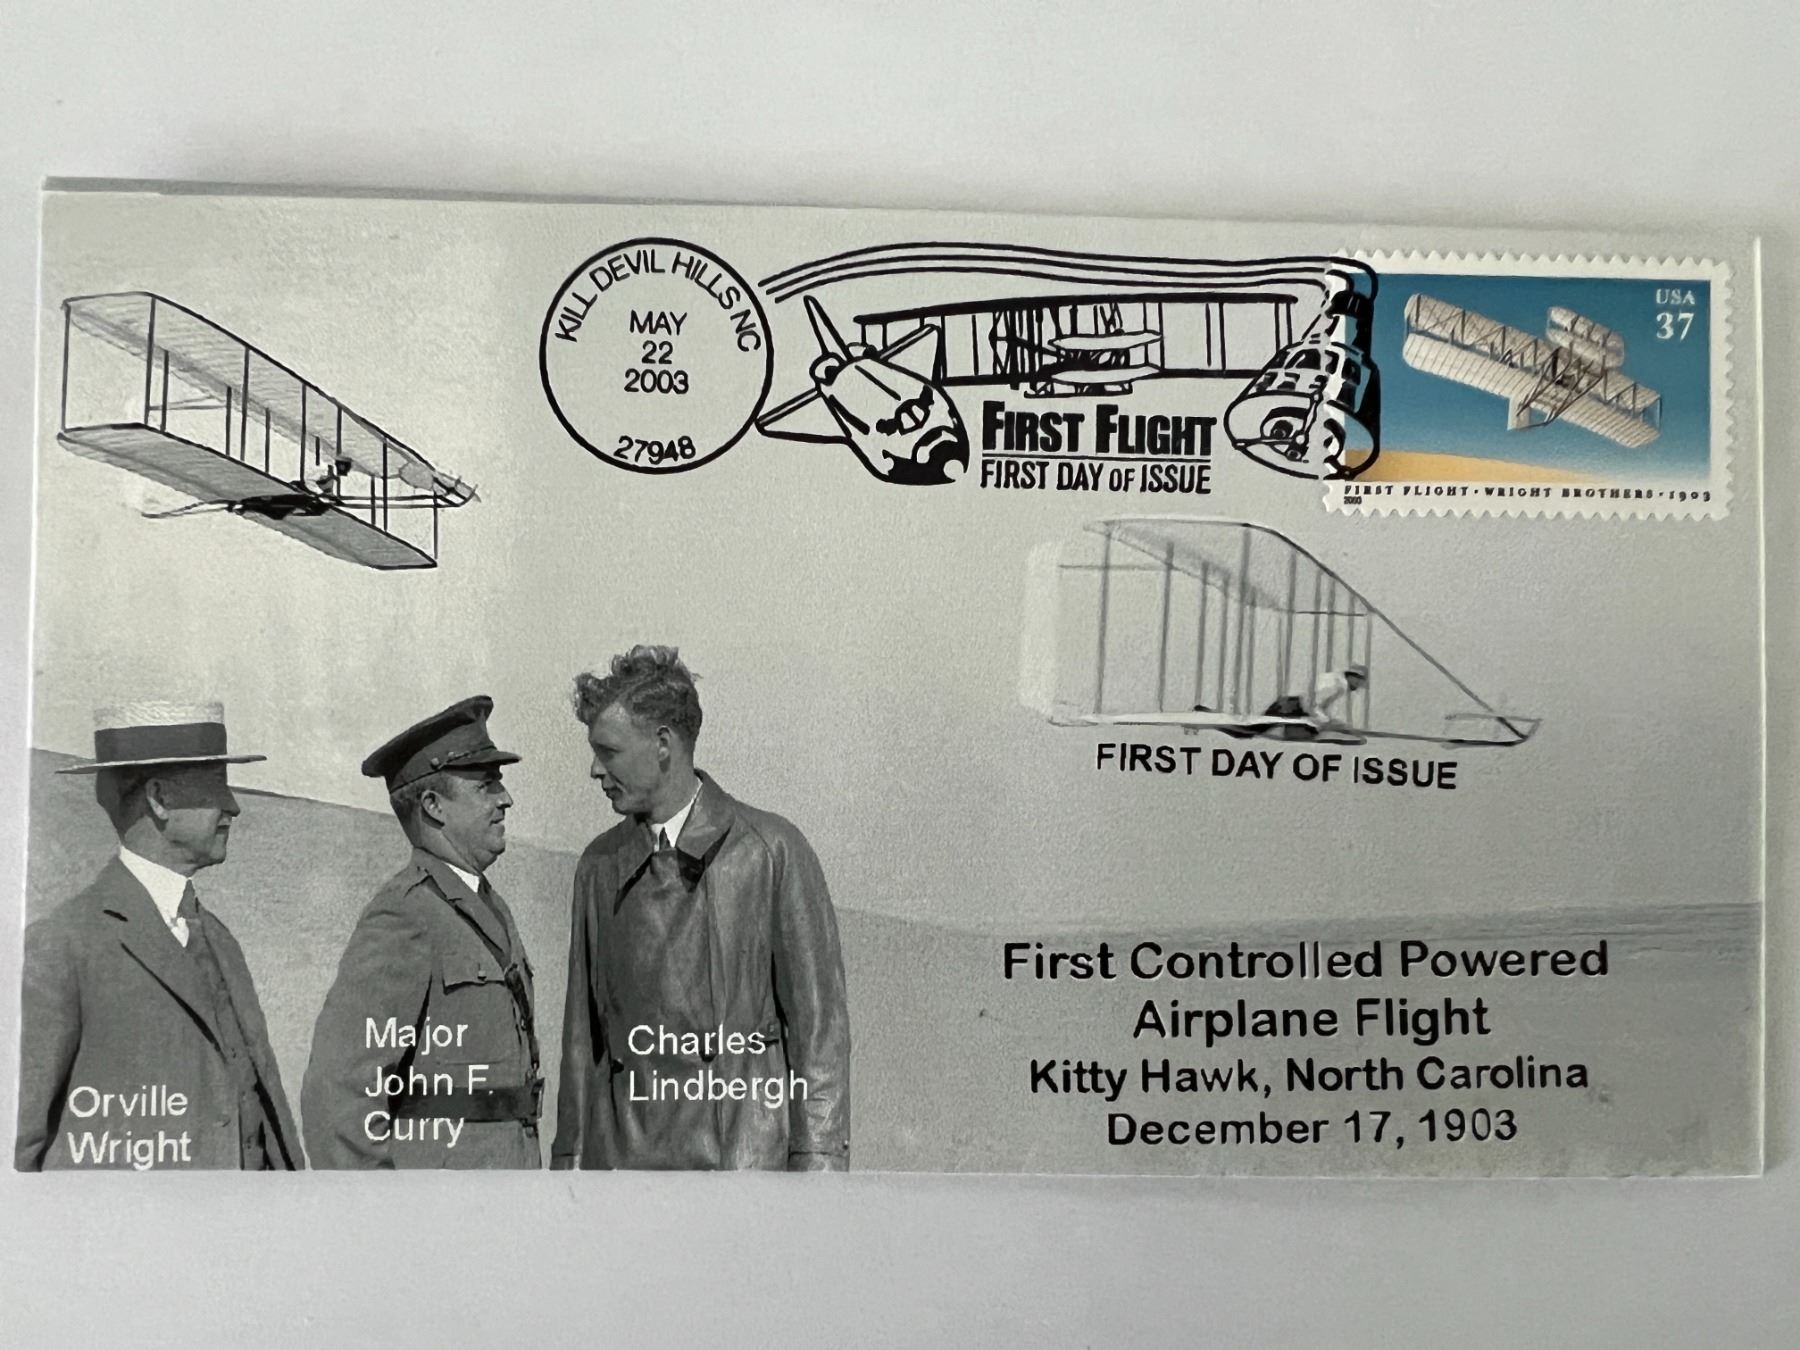 KILL DEVIL HILLS NC
MAY
22
2003
27948
FIRST FLIGHT
FIRST DAY OF ISSUE
USA
37
FIRST FLIGHT · WRIGHT BROTHERS · 1903
2003
FIRST DAY OF ISSUE
Orville
Wright
Major
John F.
Curry
Charles
Lindbergh
First Controlled Powered
Airplane Flight
Kitty Hawk, North Carolina
December 17, 1903